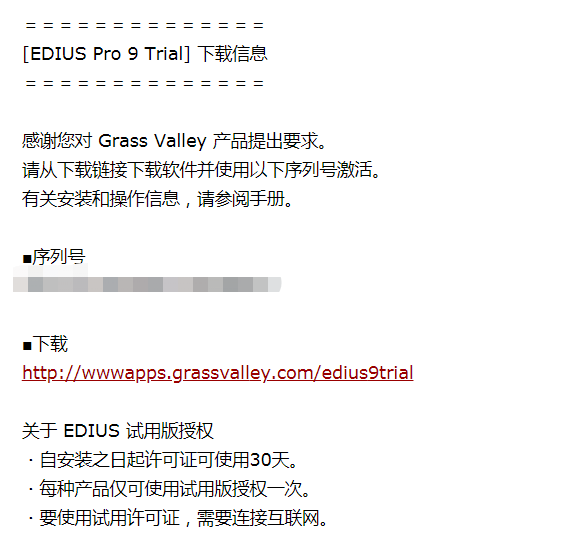 ==============
[EDIUS Pro 9 Trial] 下载信息
==============
感谢您对 Grass Valley 产品提出要求。
请从下载链接下载软件并使用以下序列号激活。
有关安装和操作信息，请参阅手册。
■序列号
■下载
http://wwwapps.grassvalley.com/edius9trial
关于 EDIUS 试用版授权
・自安装之日起许可证可使用30天。
・每种产品仅可使用试用版授权一次。
・要使用试用许可证，需要连接互联网。